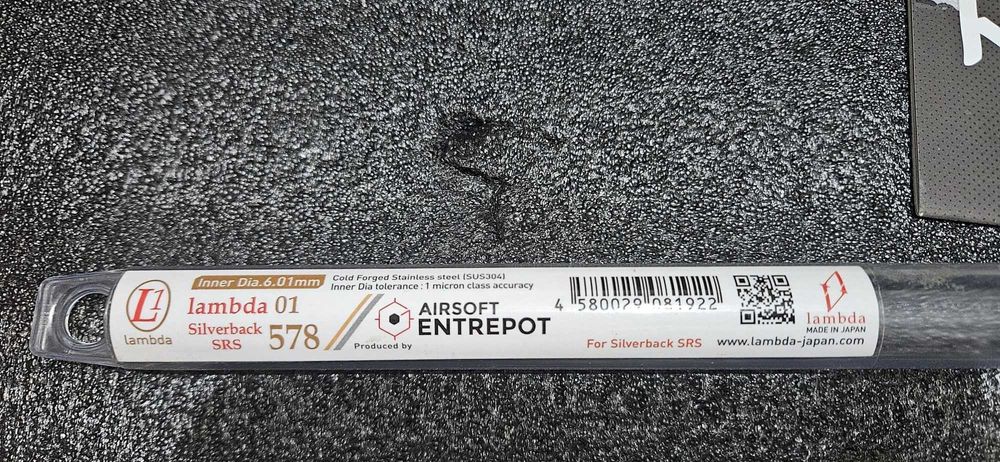 L1
lambda
Inner Dia.6.01mm
lambda 01
Silverback
SRS
578
Cold Forged Stainless steel (SUS304)
Inner Dia tolerance : 1 micron class accuracy
Produced by
AIRSOFT
ENTREPOT
4 580029 081922
For Silverback SRS
lambda
MADE IN JAPAN
www.lambda-japan.com